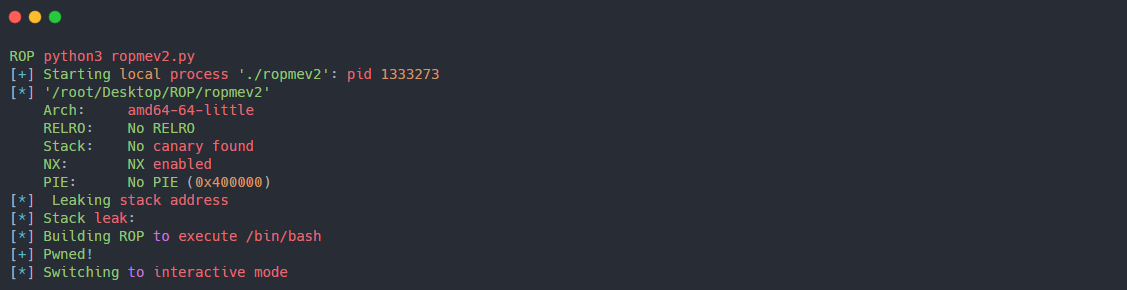 ROP python3 ropmev2.py
[+] Starting local process './ropmev2': pid 1333273
[*] '/root/Desktop/ROP/ropmev2'
    Arch:     amd64-64-little
    RELRO:    No RELRO
    Stack:    No canary found
    NX:       NX enabled
    PIE:      No PIE (0x400000)
[*]  Leaking stack address
[*] Stack leak:
[*] Building ROP to execute /bin/bash
[+] Pwned!
[*] Switching to interactive mode